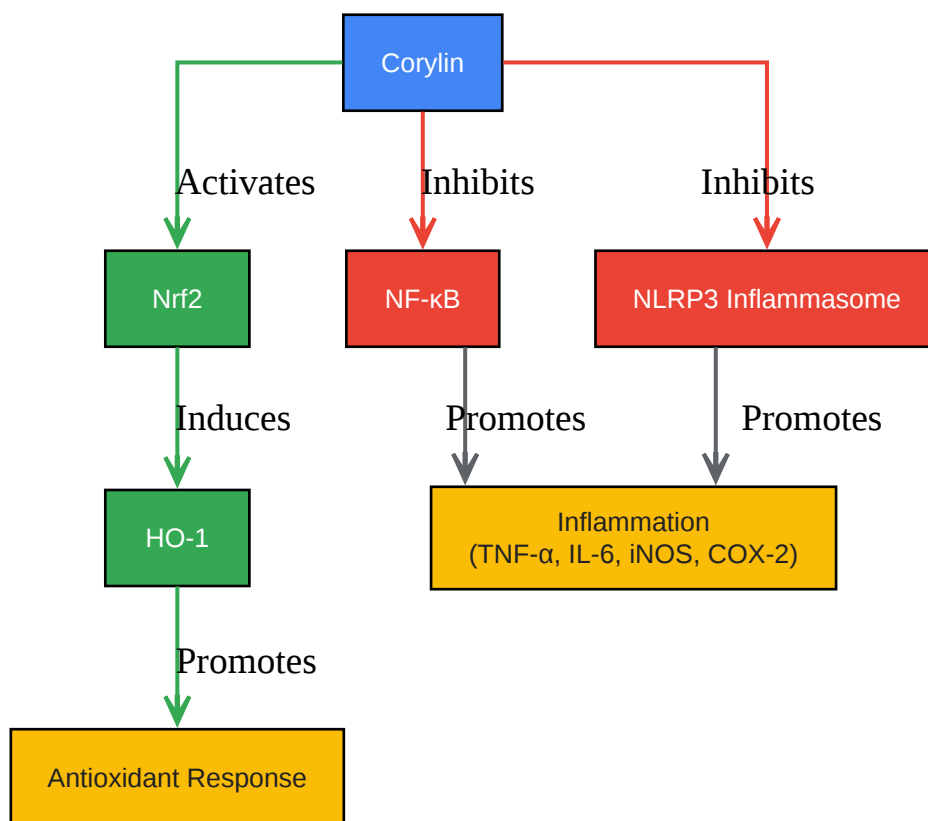 Corylin
Activates
Inhibits
Inhibits
Nrf2
NF-κB
NLRP3 Inflammasome
Induces
Promotes
Promotes
HO-1
Inflammation
(TNF-α, IL-6, iNOS, COX-2)
Promotes
Antioxidant Response